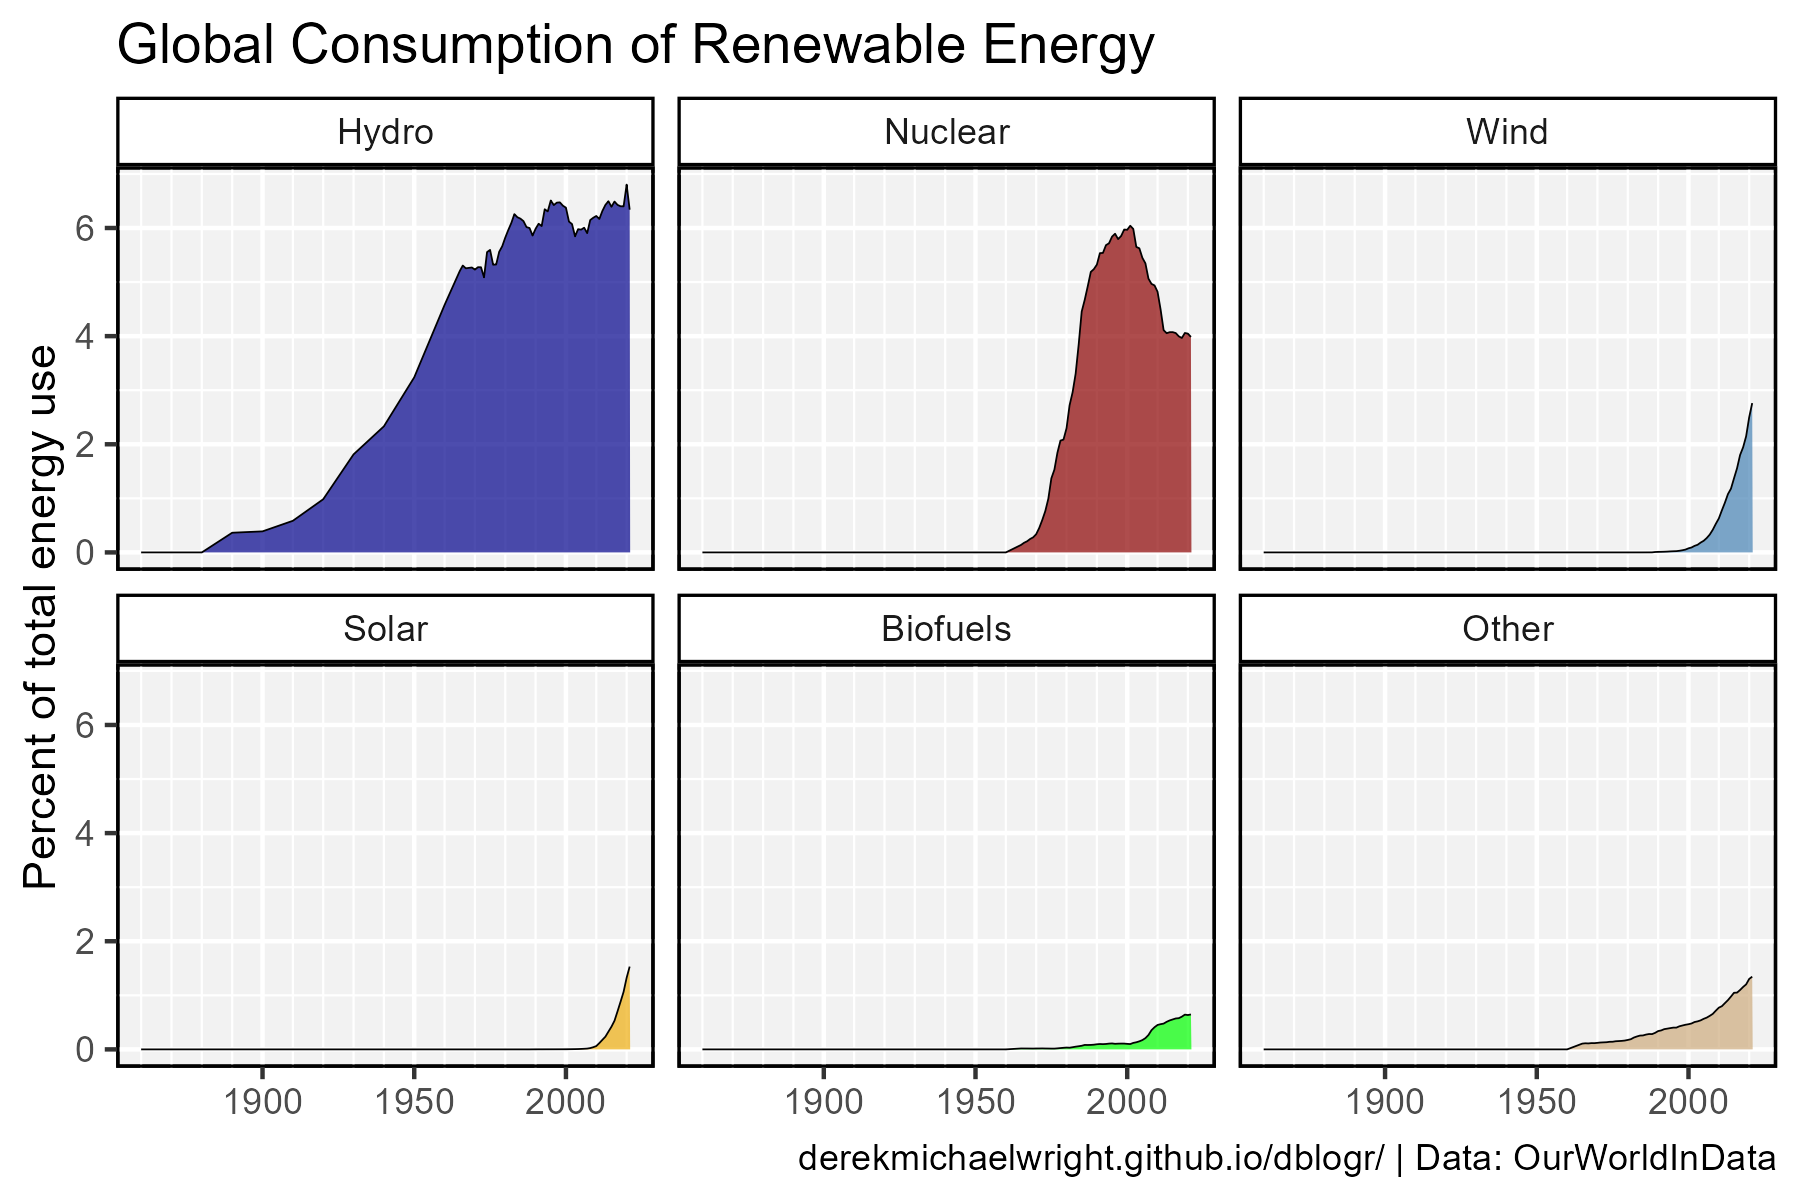 Global Consumption of Renewable Energy
Hydro
Nuclear
Wind
Percent of total energy use
6
4
2
0
Solar
Biofuels
Other
6
4
2
0
1900 1950 2000
1900 1950 2000
1900 1950 2000
derekmichaelwright.github.io/dblogr/ | Data: OurWorldInData